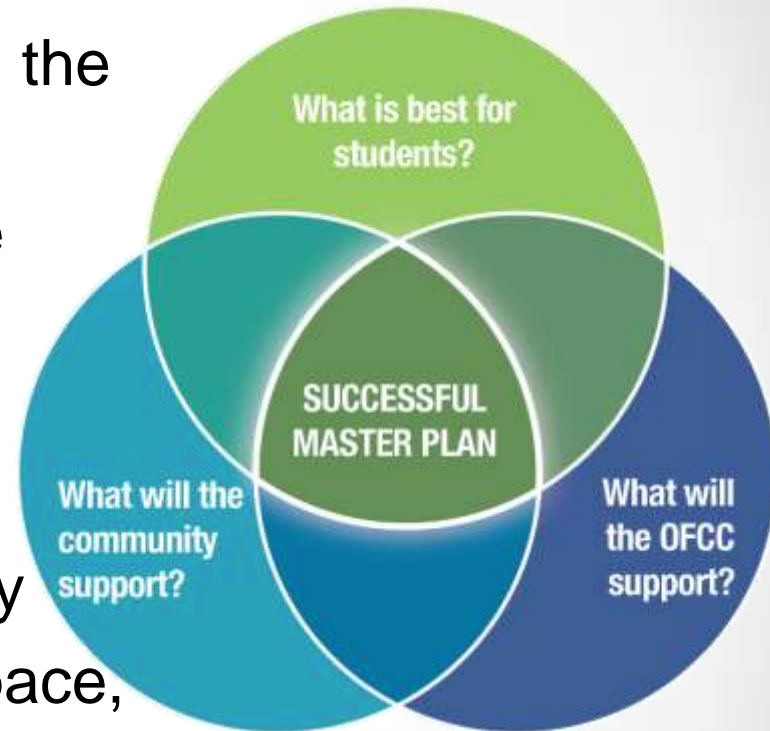 the
What is best for
students?
e
SUCCESSFUL
MASTER PLAN
What will the
community
support?
What will
the OFCC
support?
y
pace,